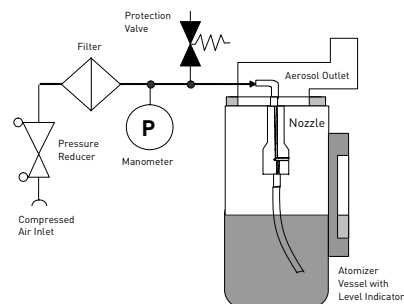 Protection
Valve
Filter
Aerosol Outlet
Nozzle
P
Pressure
Reducer
Manometer
Compressed
Air Inlet
Atomizer
Vessel with
Level Indicator